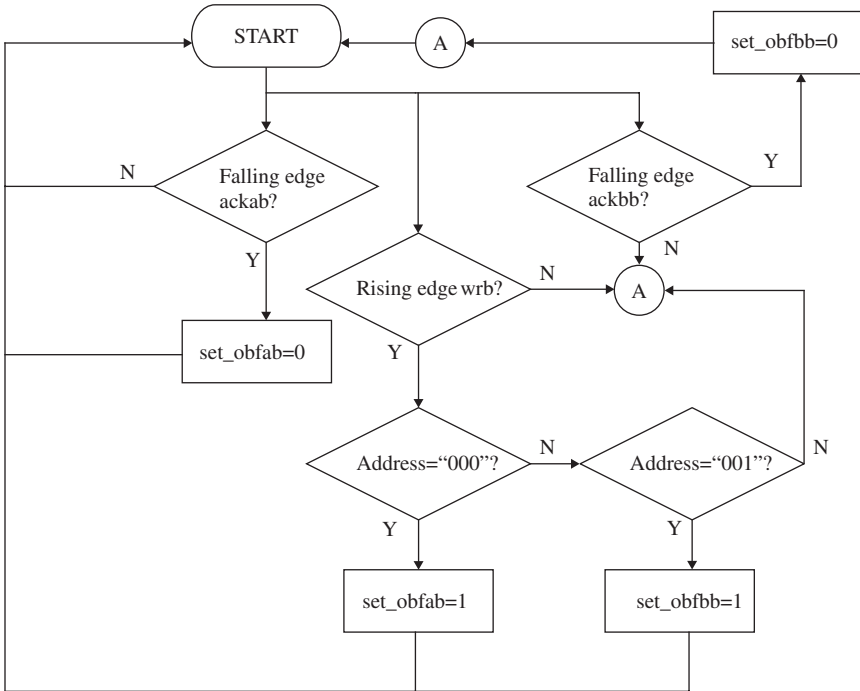 START
A
set_obfbb=0
N
Falling edge
ackab?
Y
Falling edge
ackbb?
Y
N
Rising edge wrb?
N
A
Y
set_obfab=0
Address=“000”?
N
Address=“001”?
N
Y
Y
set_obfab=1
set_obfbb=1